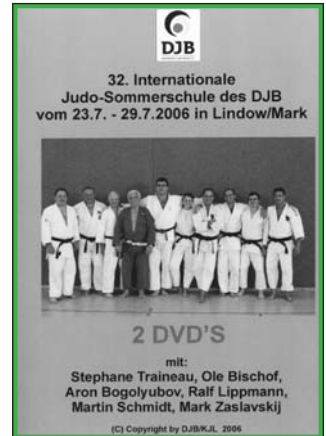 DJB
32. Internationale
Judo-Sommerschule des DJB
vom 23.7. - 29.7.2006 in Lindow/Mark
2 DVD'S
mit:
Stephane Traineau, Ole Bischof,
Aron Bogolyubov, Ralf Lippmann,
Martin Schmidt, Mark Zaslavskij
(C) Copyright by DJB/KJL 2006